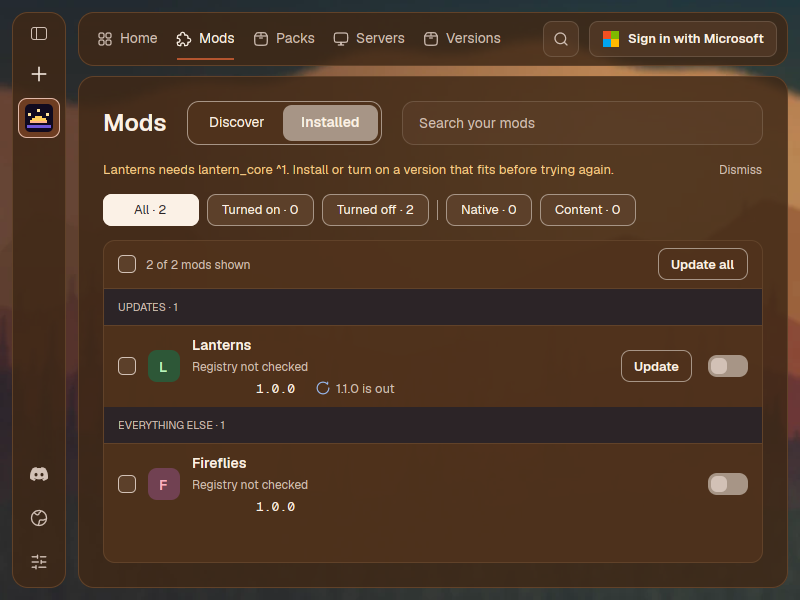 Home
Mods
Packs
Servers
Versions
Sign in with Microsoft
Mods
Discover
Installed
Search your mods
Lanterns needs lantern_core ^1. Install or turn on a version that fits before trying again.
Dismiss
All · 2
Turned on · 0
Turned off · 2
Native · 0
Content · 0
2 of 2 mods shown
Update all
UPDATES · 1
L
Lanterns
Registry not checked
1.0.0
1.1.0 is out
Update
EVERYTHING ELSE · 1
F
Fireflies
Registry not checked
1.0.0